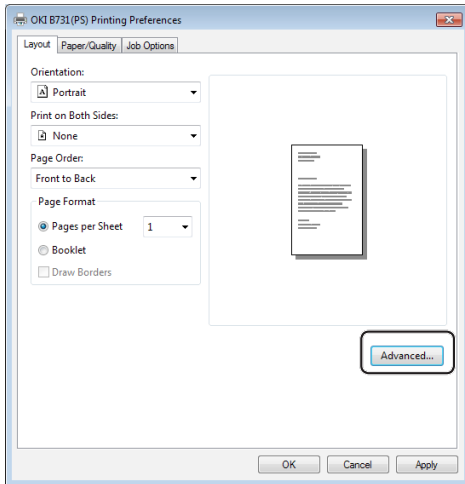 OKI B731(PS) Printing Preferences
Layout Paper/Quality Job Options
Orientation:
Portrait
Print on Both Sides:
None
Page Order:
Front to Back
Page Format
Pages per Sheet 1
Booklet
Draw Borders
Advanced...
OK Cancel Apply